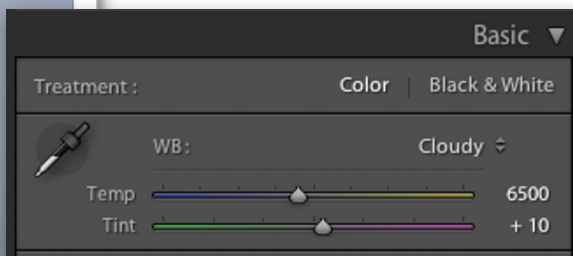 Basic
Treatment : Color | Black & White
WB: Cloudy
Temp 6500
Tint + 10